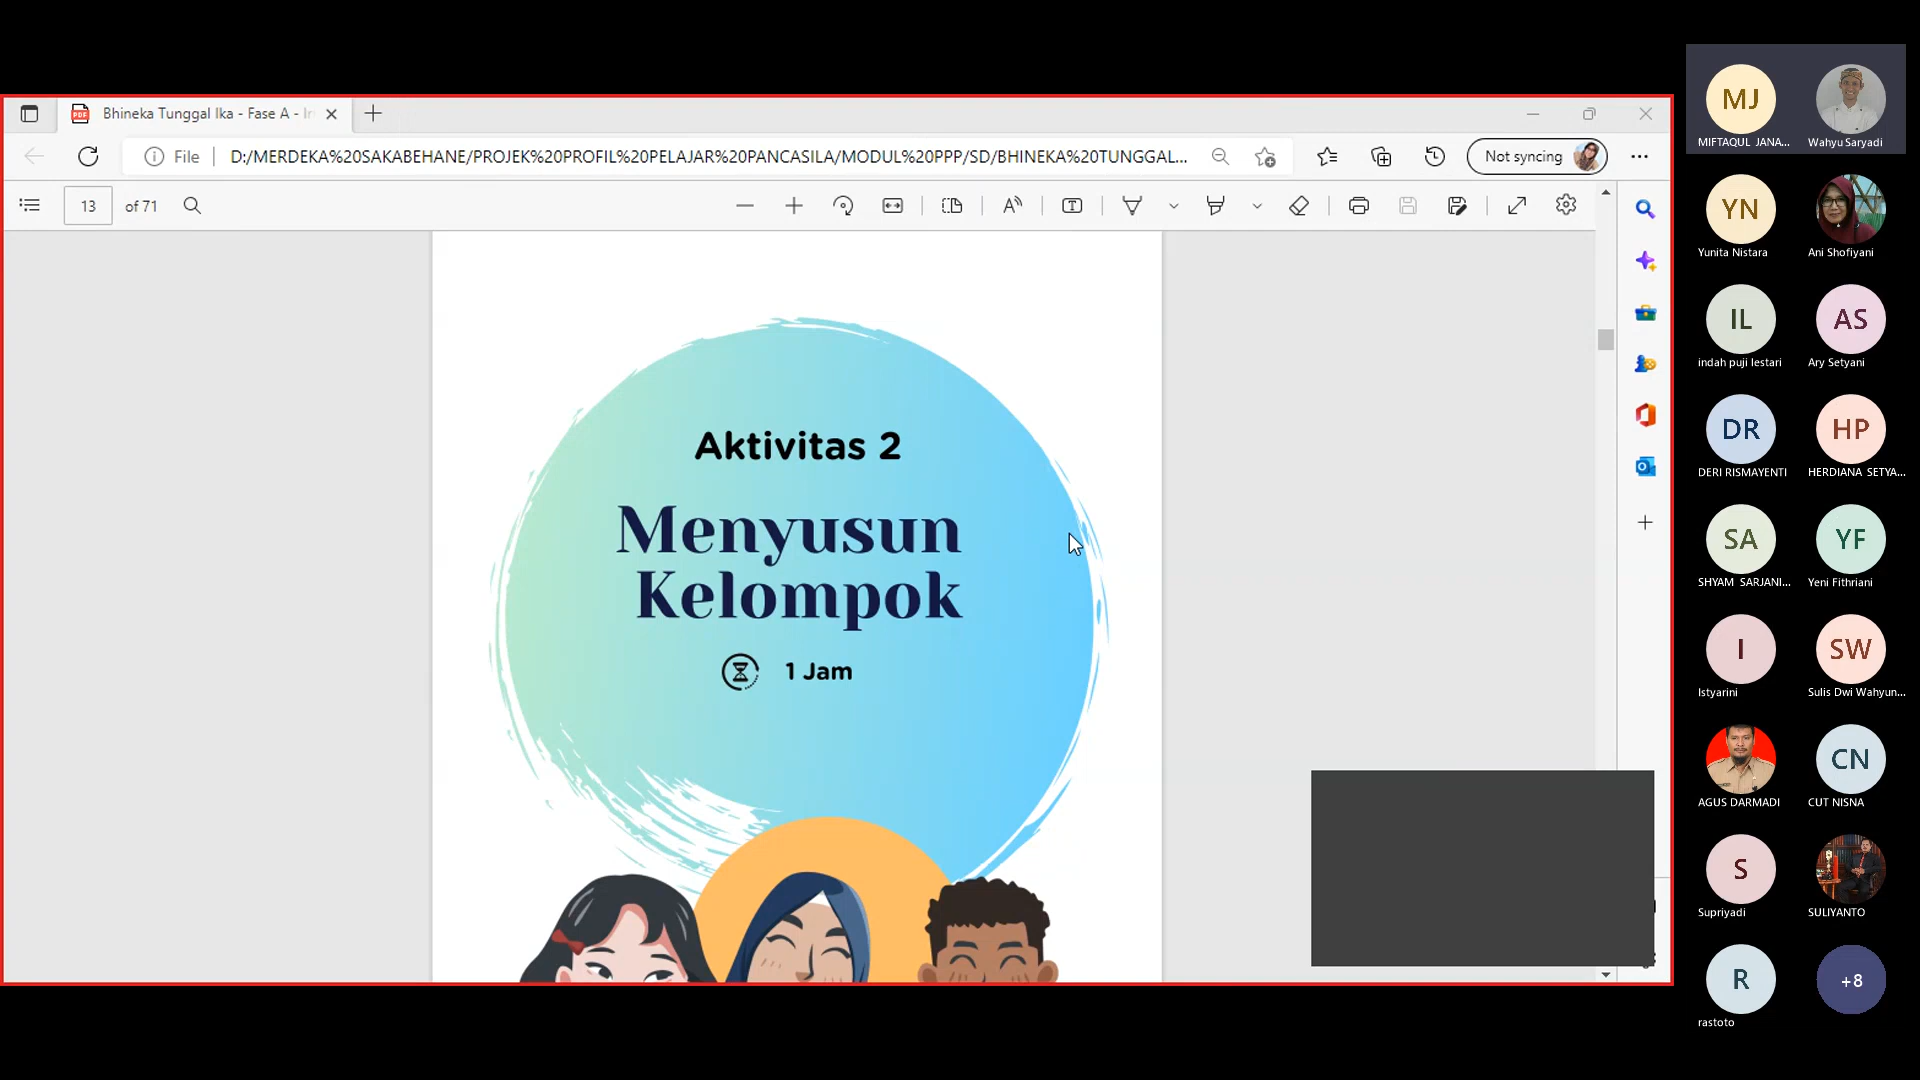 Bhineka Tunggal Ika - Fase A - In
File
D:/MERDEKA%20SAKABEHANE/PROJEK%20PROFIL%20PELAJAR%20PANCASILA/MODUL%20PPP/SD/BHINEKA%20TUNGGAL...
Not syncing
13 of 71
Aktivitas 2
Menyusun
Kelompok
1 Jam
MJ
MIFTAQUL JANA...
Wahyu Saryadi
YN
Yunita Nistara
Ani Shofiyani
IL
indah puji lestari
AS
Ary Setyani
DR
DERI RISMAYENTI
HP
HERDIANA SETYA...
SA
SHYAM SARJANI...
YF
Yeni Fithriani
I
Istyarini
SW
Sulis Dwi Wahyun...
AGUS DARMADI
CN
CUT NISNA
S
Supriyadi
SULIYANTO
R
rastoto
+8